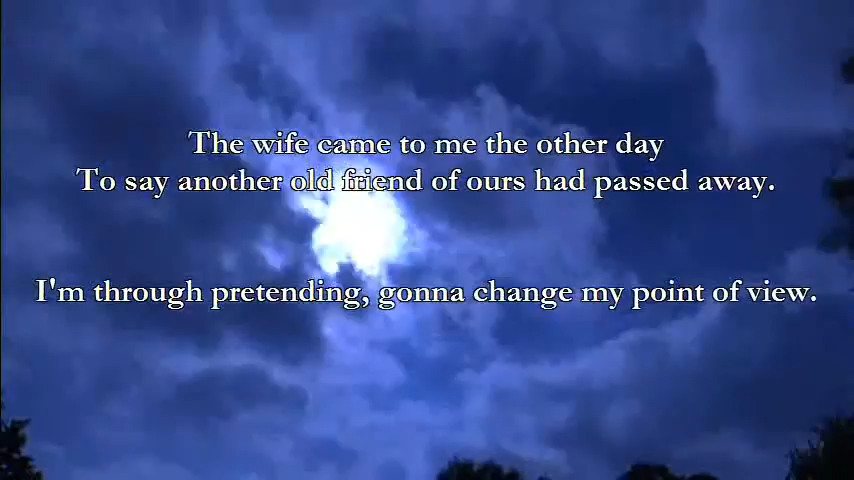 The wife came to me the other day
To say another old friend of ours had passed away.
I'm through pretending, gonna change my point of view.